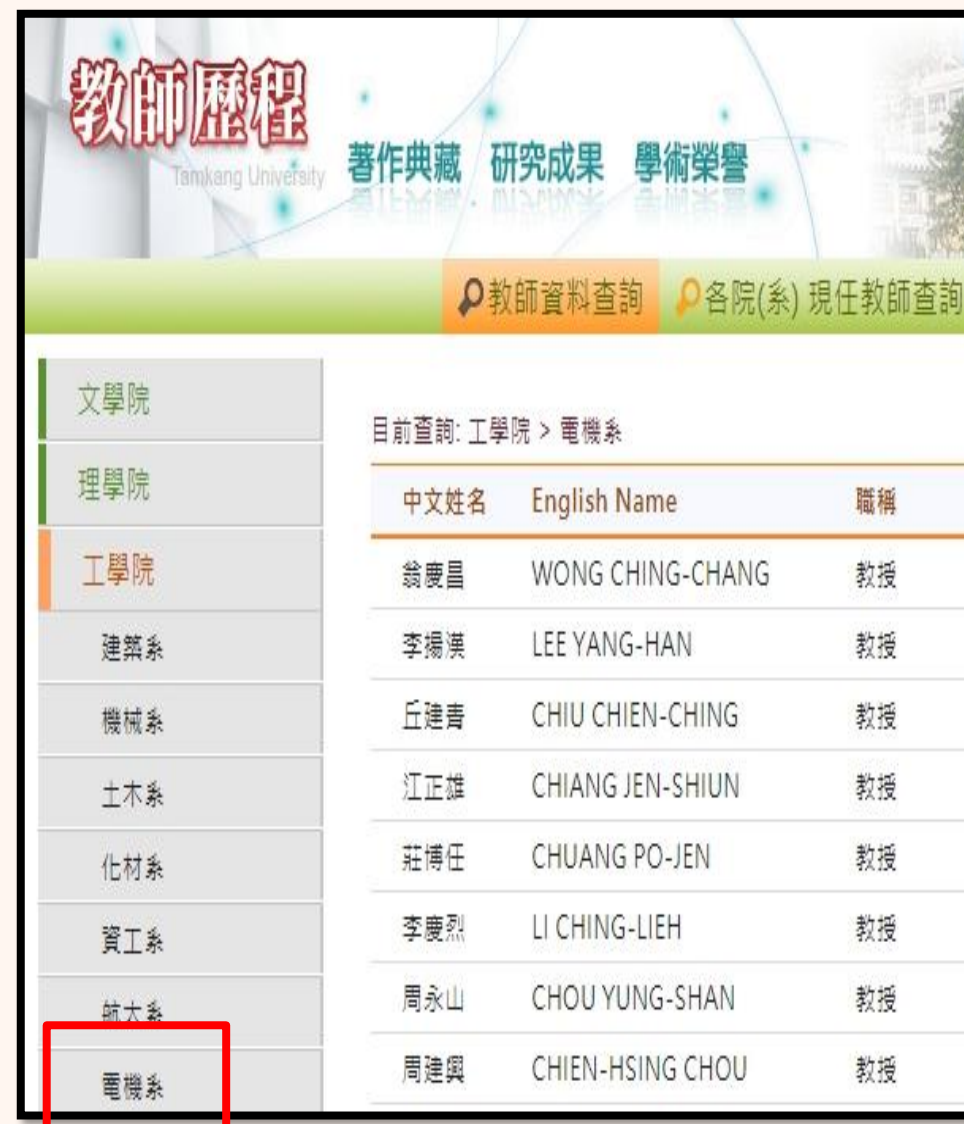 教師歷程
Tamkang University
著作典藏 研究成果 學術榮譽
教師資料查詢 各院(系) 現任教師查詢
文學院
理學院
工學院
建築系
機械系
土木系
化材系
資工系
航太系
電機系
目前查詢: 工學院 > 電機系
中文姓名 English Name 職稱
翁慶昌 WONG CHING-CHANG 教授
李揚漢 LEE YANG-HAN 教授
丘建青 CHIU CHIEN-CHING 教授
江正雄 CHIANG JEN-SHIUN 教授
莊博任 CHUANG PO-JEN 教授
李慶烈 LI CHING-LIEH 教授
周永山 CHOU YUNG-SHAN 教授
周建興 CHIEN-HSING CHOU 教授